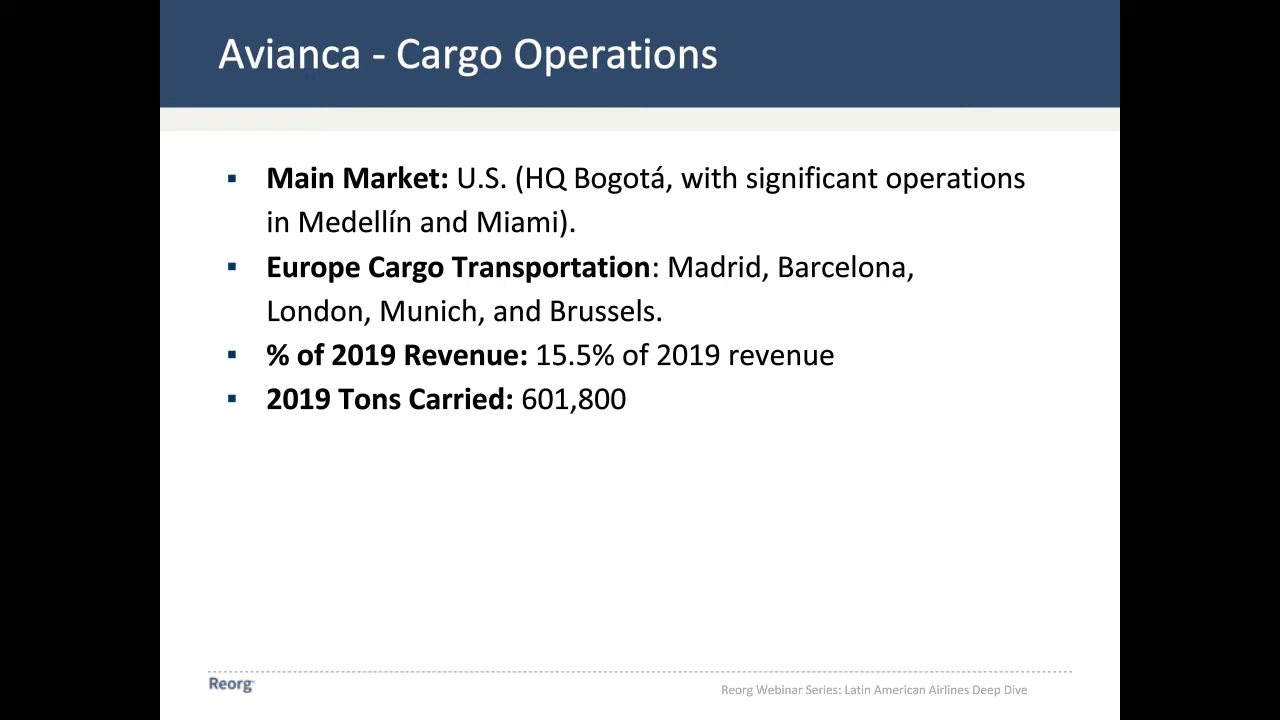 Avianca - Cargo Operations
▪ Main Market: U.S. (HQ Bogotá, with significant operations
in Medellín and Miami).
▪ Europe Cargo Transportation: Madrid, Barcelona,
London, Munich, and Brussels.
▪ % of 2019 Revenue: 15.5% of 2019 revenue
▪ 2019 Tons Carried: 601,800
Reorg
Reorg Webinar Series: Latin American Airlines Deep Dive